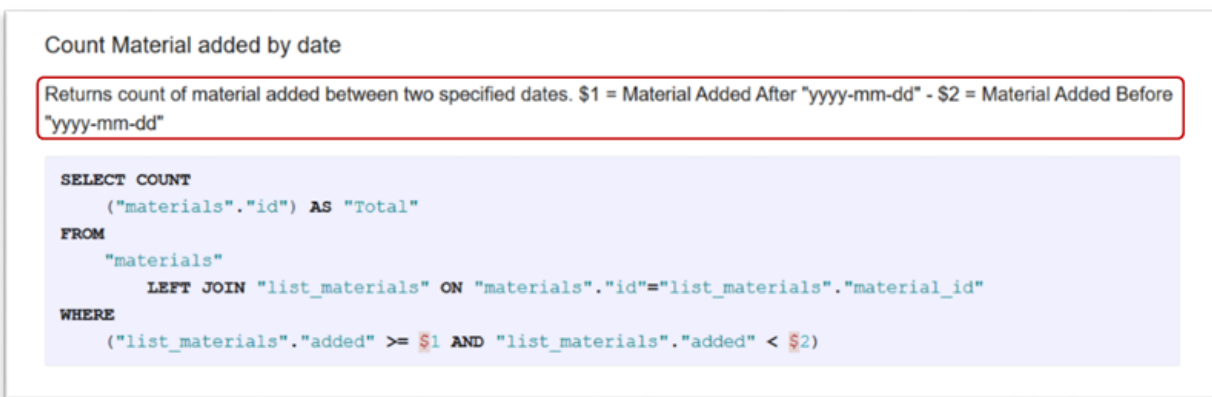 Count Material added by date
Returns count of material added between two specified dates. $1 = Material Added After "yyyy-mm-dd" - $2 = Material Added Before
"yyyy-mm-dd"
SELECT COUNT
("materials"."id") AS "Total"
FROM
"materials"
LEFT JOIN "list_materials" ON "materials"."id"="list_materials"."material_id"
WHERE
("list_materials"."added" >= $1 AND "list_materials"."added" < $2)